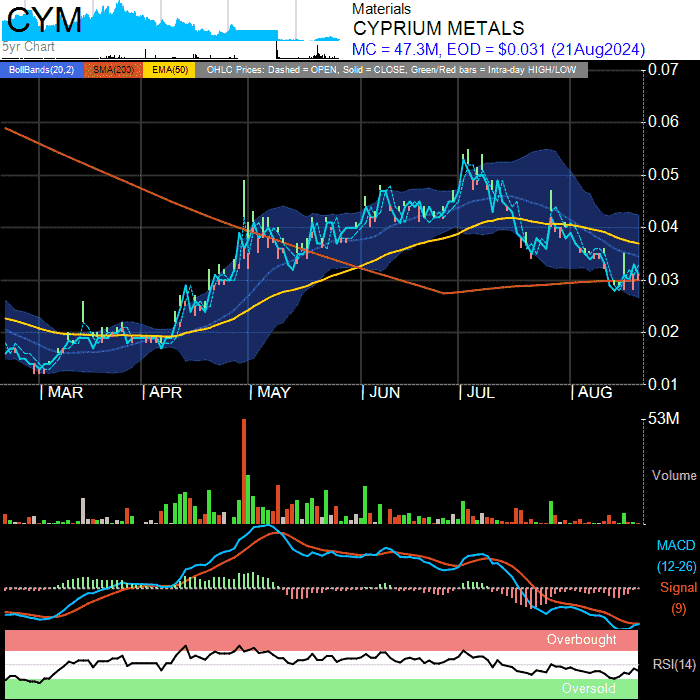 CYM
5yr Chart
Materials
CYPRIUM METALS
MC = 47.3M, EOD = $0.031 (21Aug2024)
BollBands(20,2) SMA(200) EMA(50) OHLC Prices: Dashed = OPEN, Solid = CLOSE, Green/Red bars = Intra-day HIGH/LOW
0.07
0.06
0.05
0.04
0.03
0.02
0.01
| MAR | APR | MAY | JUN | JUL | AUG
53M
Volume
MACD
(12-26)
Signal
(9)
Overbought
RSI(14)
Oversold